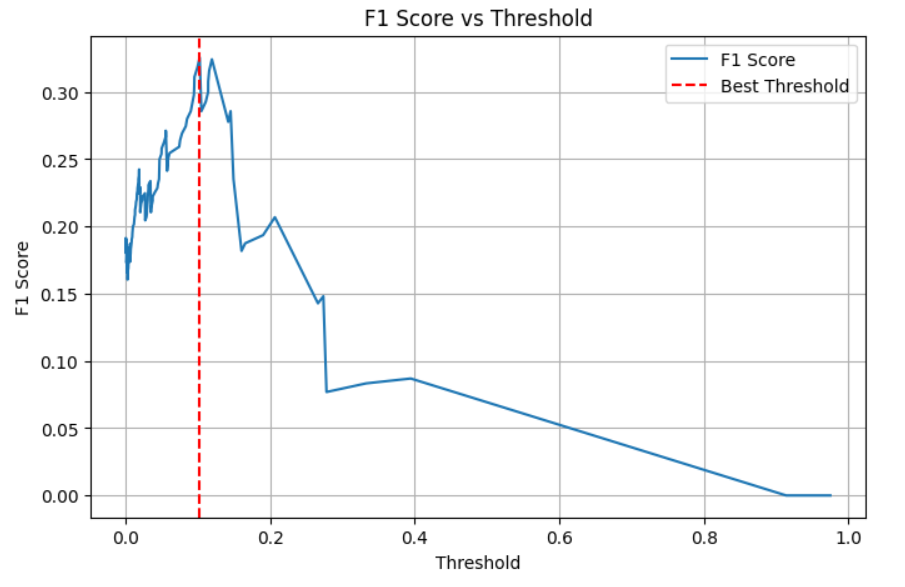 F1 Score vs Threshold
F1 Score
Best Threshold
F1 Score
0.30
0.25
0.20
0.15
0.10
0.05
0.00
0.0 0.2 0.4 0.6 0.8 1.0
Threshold